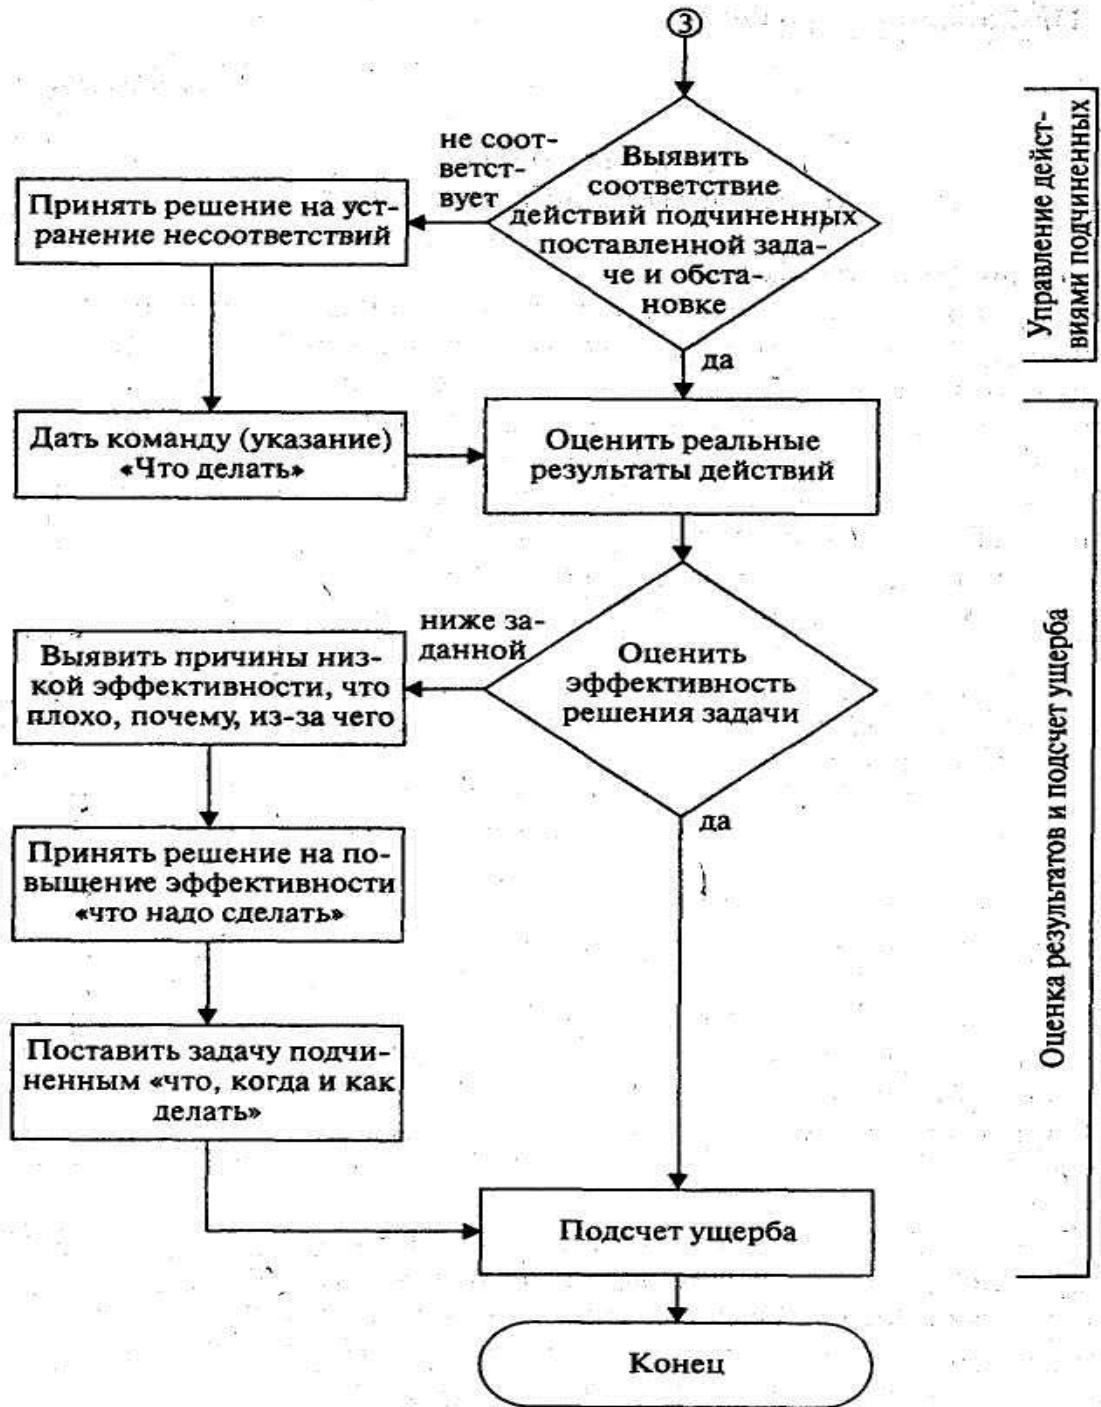 3
не соот-
ветст-
вует
Выявить
соответствие
действий подчиненных
поставленной зада-
че и обста-
новке
Принять решение на уст-
ранение несоответствий
Управление дейст-
виями подчиненных
да
Дать команду (указание)
«Что делать»
Оценить реальные
результаты действий
ниже за-
данной
Выявить причины низ-
кой эффективности, что
плохо, почему, из-за чего
Оценить
эффективность
решения задачи
да
Принять решение на по-
выщение эффективности
«что надо сделать»
Оценка результатов и подсчет ущерба
Поставить задачу подчи-
ненным «что, когда и как
делать»
Подсчет ущерба
Конец